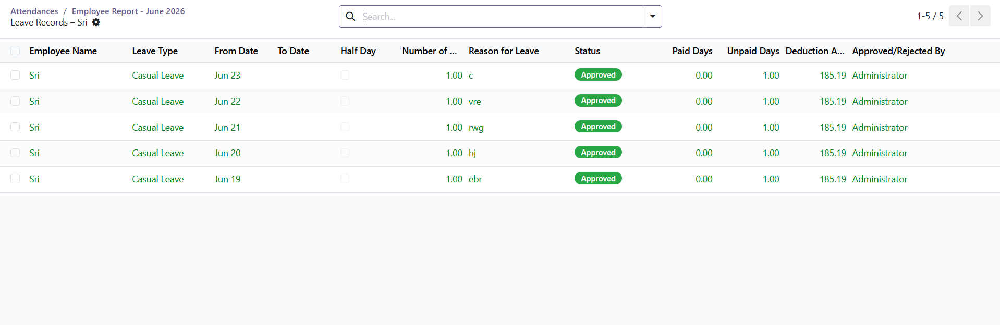 Attendances / Employee Report - June 2026
Leave Records – Sri
Search...
1-5 / 5
Employee Name Leave Type From Date To Date Half Day Number of ... Reason for Leave Status Paid Days Unpaid Days Deduction A... Approved/Rejected By
Sri Casual Leave Jun 23 1.00 c Approved 0.00 1.00 185.19 Administrator
Sri Casual Leave Jun 22 1.00 vre Approved 0.00 1.00 185.19 Administrator
Sri Casual Leave Jun 21 1.00 rwg Approved 0.00 1.00 185.19 Administrator
Sri Casual Leave Jun 20 1.00 hj Approved 0.00 1.00 185.19 Administrator
Sri Casual Leave Jun 19 1.00 ebr Approved 0.00 1.00 185.19 Administrator